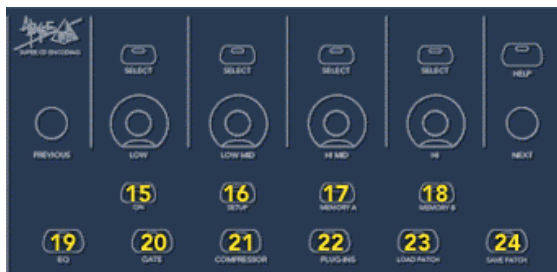 SUPER CD ENCODING
SELECT SELECT SELECT SELECT HELP
PREVIOUS LOW LOW MID HI MID HI NEXT
15 16 17 18
ON SETUP MEMORY A MEMORY B
19 20 21 22 23 24
EQ GATE COMPRESSOR PLUG-INS LOAD PATCH SAVE PATCH